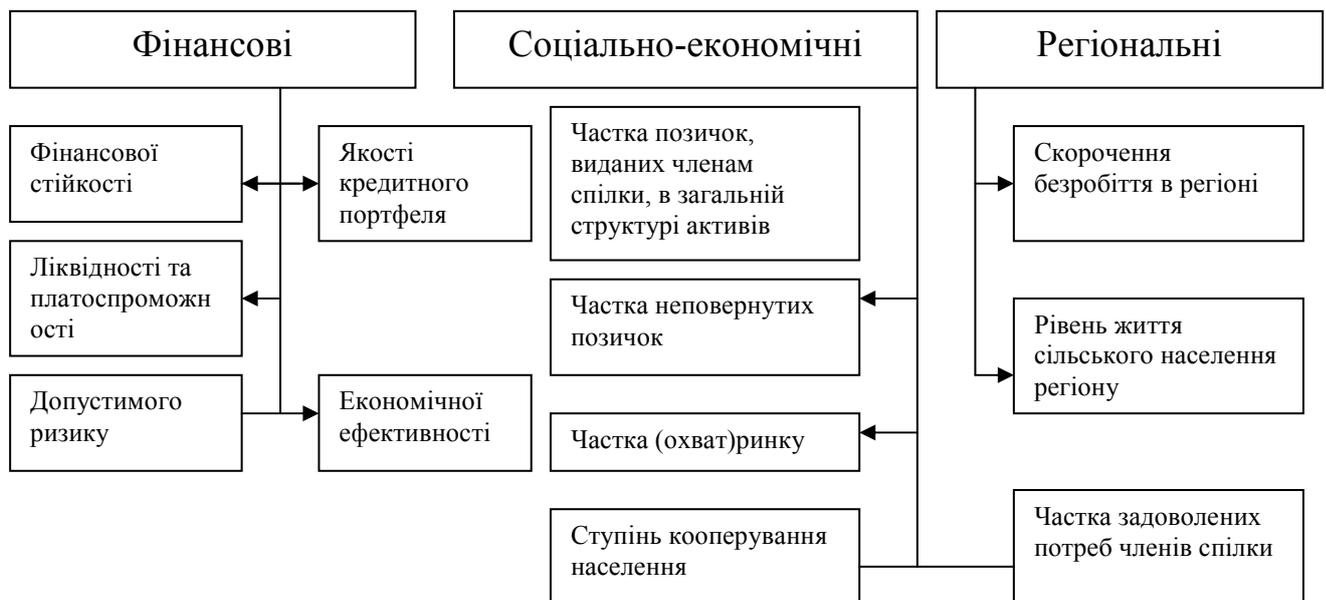 Фінансові
Соціально-економічні
Регіональні
Фінансової
стійкості
Якості
кредитного
портфеля
Ліквідності та
платоспроможн
ості
Допустимого
ризику
Економічної
ефективності
Частка позичок,
виданих членам
спілки, в загальній
структурі активів
Частка неповернутих
позичок
Частка (охват)ринку
Ступінь кооперування
населення
Скорочення
безробіття в регіоні
Рівень життя
сільського населення
регіону
Частка задоволених
потреб членів спілки